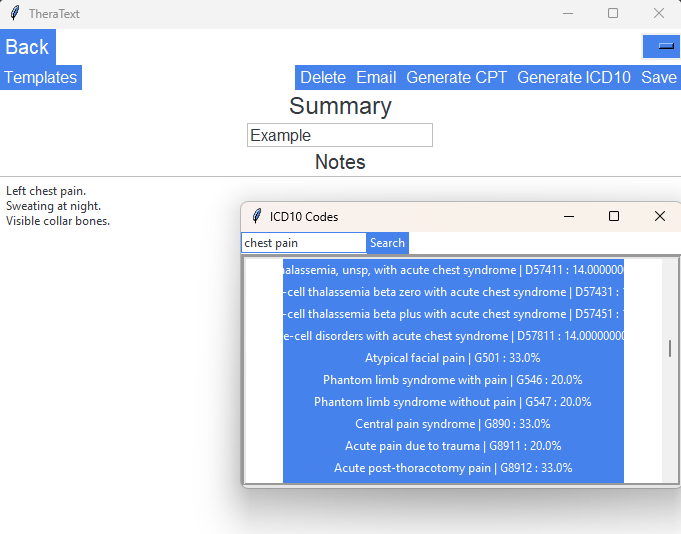 TheraText
Back
Templates
Delete Email Generate CPT Generate ICD10 Save
Summary
Example
Notes
Left chest pain.
Sweating at night.
Visible collar bones.
ICD10 Codes
chest pain
Search
alassemia, unsp, with acute chest syndrome | D57411 : 14.0000000
-cell thalassemia beta zero with acute chest syndrome | D57431 :
-cell thalassemia beta plus with acute chest syndrome | D57451 :
e-cell disorders with acute chest syndrome | D57811 : 14.00000000
Atypical facial pain | G501 : 33.0%
Phantom limb syndrome with pain | G546 : 20.0%
Phantom limb syndrome without pain | G547 : 20.0%
Central pain syndrome | G890 : 33.0%
Acute pain due to trauma | G8911 : 20.0%
Acute post-thoracotomy pain | G8912 : 33.0%